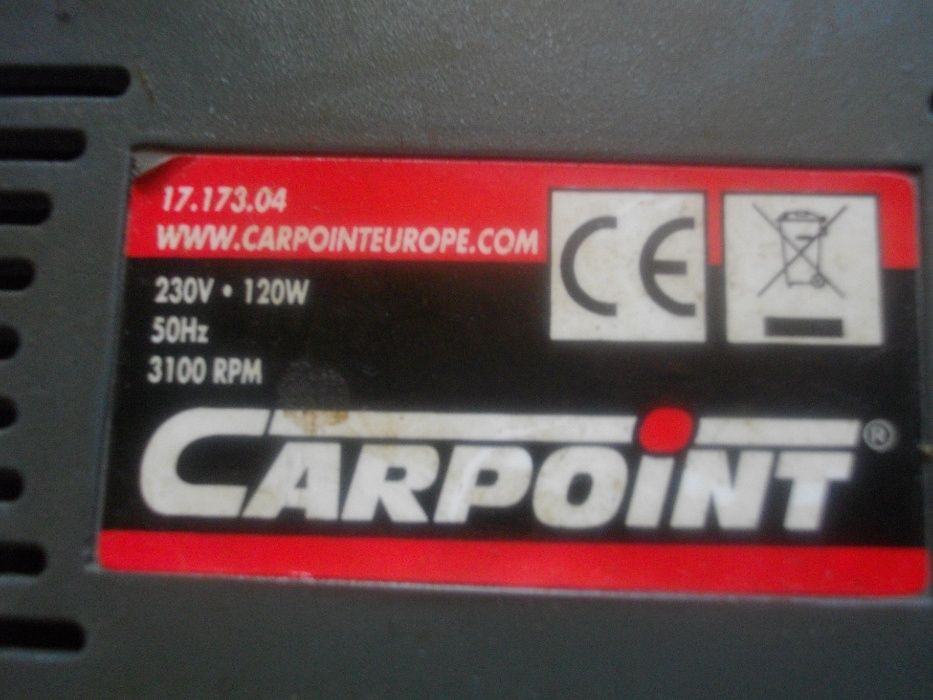 17.173.04
WWW.CARPOINTEUROPE.COM
CE
230V • 120W
50Hz
3100 RPM
CARPOiNT®